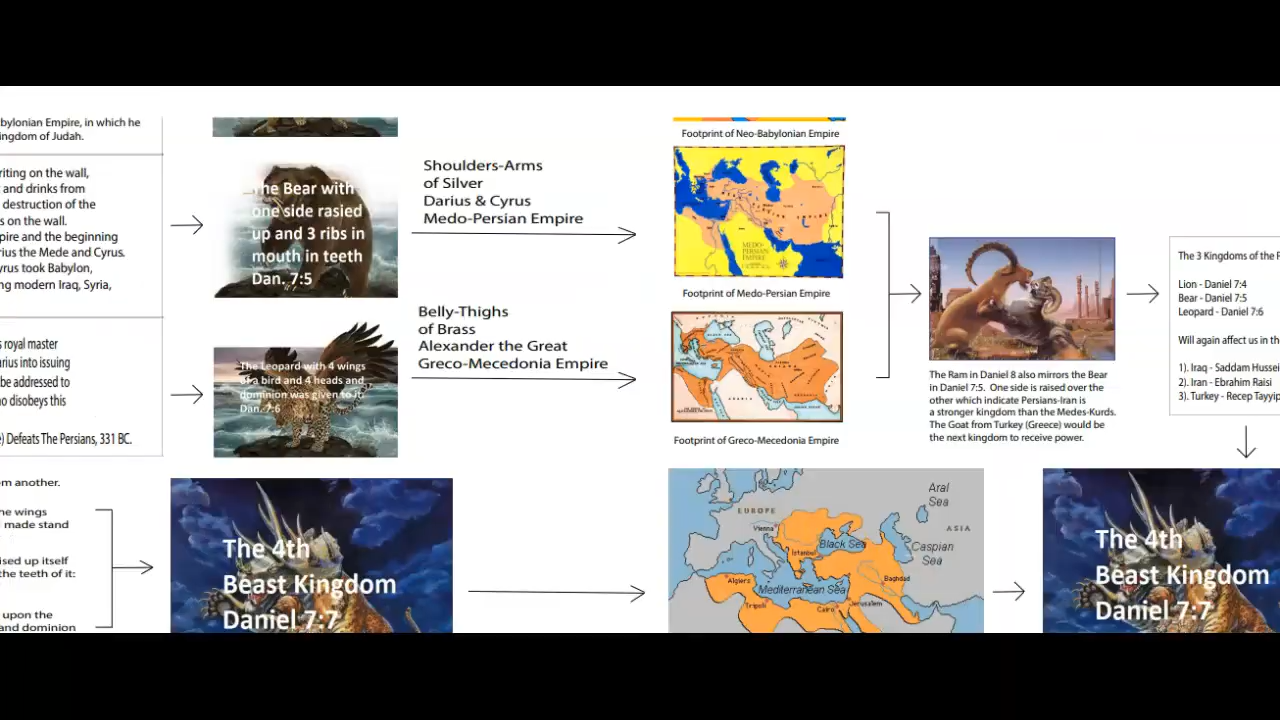 bylonian Empire, in which he
ingdom of Judah.
riting on the wall,
and drinks from
destruction of the
s on the wall.
pire and the beginning
rius the Mede and Cyrus.
yrus took Babylon,
ng modern Iraq, Syria,
s royal master
arius into issuing
be addressed to
ho disobeys this
) Defeats The Persians, 331 BC.
em another.
he wings
made stand
ised up itself
the teeth of it:
upon the
and dominion
The Bear with
one side rasied
up and 3 ribs in
mouth in teeth
Dan. 7:5
The Leopard with 4 wings
of a bird and 4 heads and
dominion was given to it.
Dan. 7:6
The 4th
Beast Kingdom
Daniel 7:7
Shoulders-Arms
of Silver
Darius & Cyrus
Medo-Persian Empire
Belly-Thighs
of Brass
Alexander the Great
Greco-Mecedonia Empire
Footprint of Neo-Babylonian Empire
MEDO-
PERSIAN
EMPIRE
Footprint of Medo-Persian Empire
Footprint of Greco-Mecedonia Empire
EUROPE
Vienna
Istanbul
Black Sea
Aral
Sea
ASIA
Caspian
Sea
Algiers
Tripoli
Mediterranean Sea
Cairo
Jerusalem
Baghdad
The Ram in Daniel 8 also mirrors the Bear
in Daniel 7:5. One side is raised over the
other which indicate Persians-Iran is
a stronger kingdom than the Medes-Kurds.
The Goat from Turkey (Greece) would be
the next kingdom to receive power.
The 3 Kingdoms of the F
Lion - Daniel 7:4
Bear - Daniel 7:5
Leopard - Daniel 7:6
Will again affect us in the
1). Iraq - Saddam Hussei
2). Iran - Ebrahim Raisi
3). Turkey - Recep Tayyip
The 4th
Beast Kingdom
Daniel 7:7